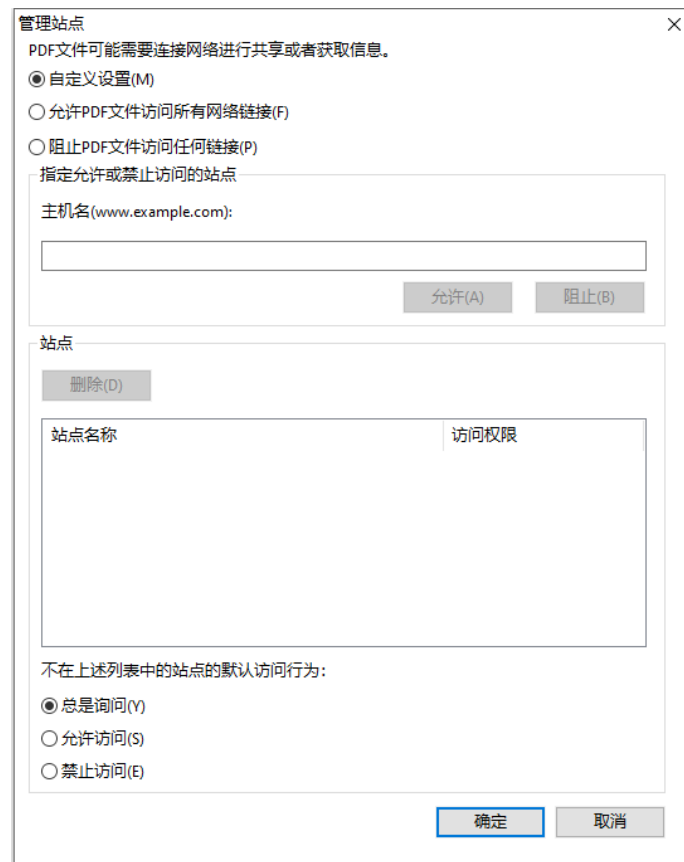 管理站点
PDF文件可能需要连接网络进行共享或者获取信息。
自定义设置(M)
允许PDF文件访问所有网络链接(F)
阻止PDF文件访问任何链接(P)
指定允许或禁止访问的站点
主机名(www.example.com):
允许(A) 阻止(B)
站点
删除(D)
站点名称 访问权限
不在上述列表中的站点的默认访问行为:
总是询问(Y)
允许访问(S)
禁止访问(E)
确定 取消